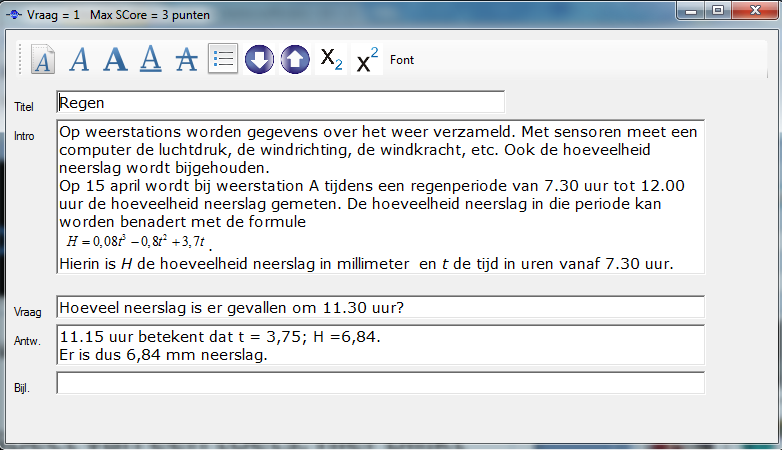 Vraag = 1   Max SCore = 3 punten
A A A A A X₂ X² Font
Titel Regen
Intro Op weerstations worden gegevens over het weer verzameld. Met sensoren meet een
computer de luchtdruk, de windrichting, de windkracht, etc. Ook de hoeveelheid
neerslag wordt bijgehouden.
Op 15 april wordt bij weerstation A tijdens een regenperiode van 7.30 uur tot 12.00
uur de hoeveelheid neerslag gemeten. De hoeveelheid neerslag in die periode kan
worden benadert met de formule
H = 0,08t³ − 0,8t² + 3,7t .
Hierin is H de hoeveelheid neerslag in millimeter  en t de tijd in uren vanaf 7.30 uur.
Vraag Hoeveel neerslag is er gevallen om 11.30 uur?
Antw. 11.15 uur betekent dat t = 3,75; H =6,84.
Er is dus 6,84 mm neerslag.
Bijl.